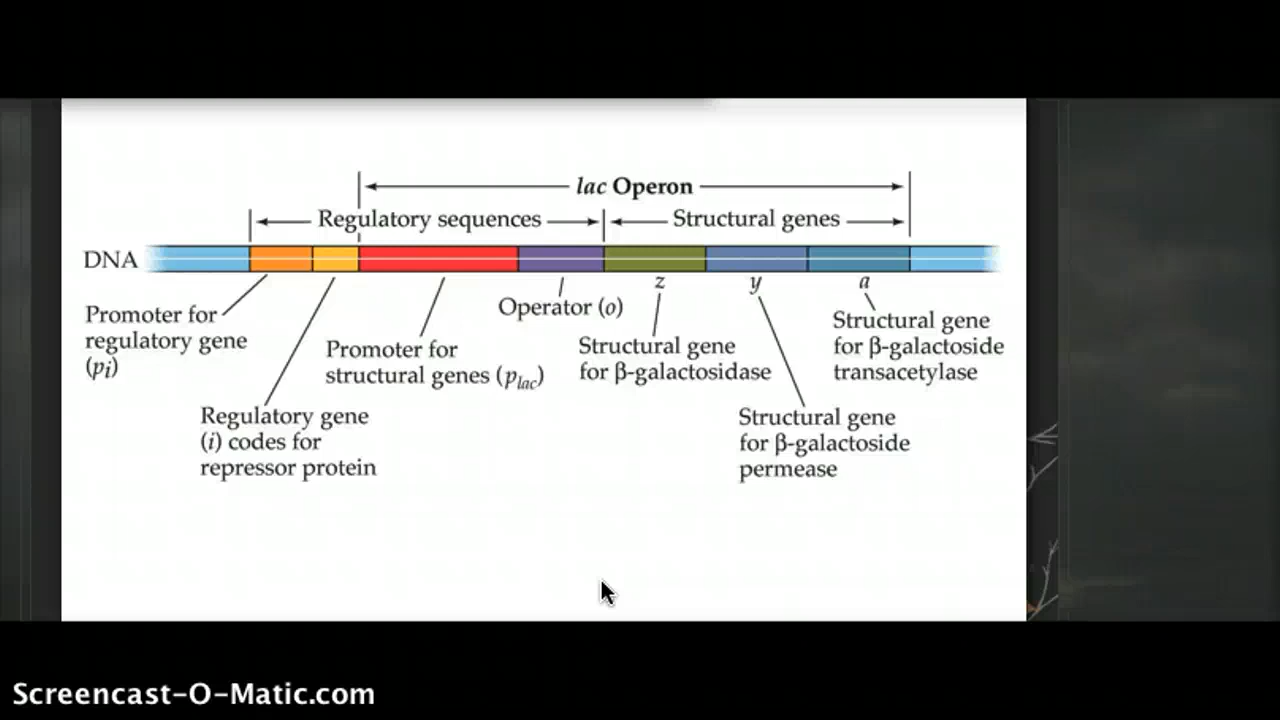 lac Operon
Regulatory sequences
Structural genes
DNA
z
y
a
Operator (o)
Promoter for
regulatory gene
(pi)
Regulatory gene
(i) codes for
repressor protein
Promoter for
structural genes (plac)
Structural gene
for β-galactosidase
Structural gene
for β-galactoside
permease
Structural gene
for β-galactoside
transacetylase
Screencast-O-Matic.com